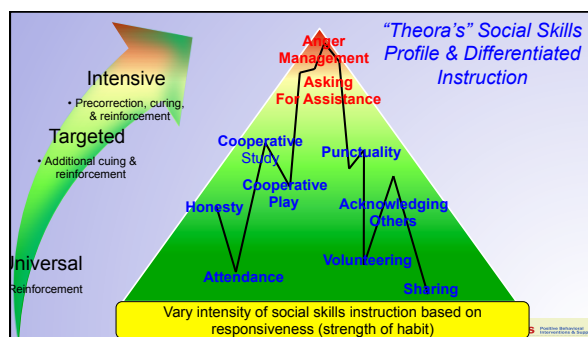 “Theora’s” Social Skills
Profile & Differentiated
Instruction
Intensive
• Precorrection, curing,
& reinforcement
Targeted
• Additional cuing &
reinforcement
Universal
Reinforcement
Anger
Management
Asking
For Assistance
Cooperative
Study
Punctuality
Cooperative
Play
Honesty
Acknowledging
Others
Attendance
Volunteering
Sharing
Vary intensity of social skills instruction based on
responsiveness (strength of habit)
Positive Behavioral
Interventions & Supp